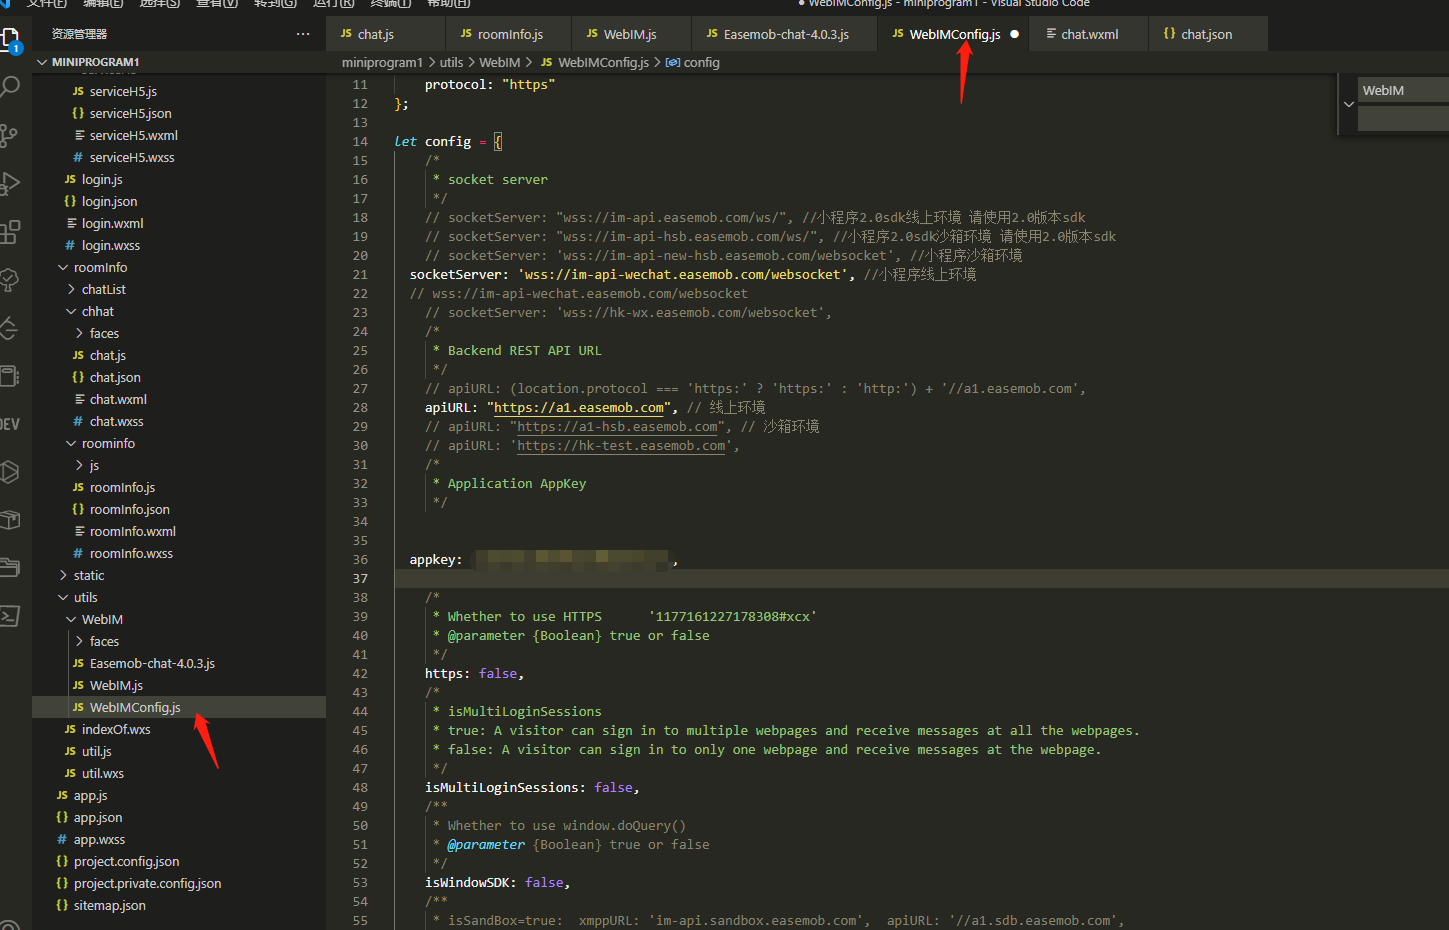 文件(F) 编辑(E) 选择(S) 查看(V) 转到(G) 运行(R) 终端(T) 帮助(H)
● WebIMConfig.js - miniprogram1 - Visual Studio Code
资源管理器 ···
1
DEV
MINIPROGRAM1
serviceH5
JS serviceH5.js
{} serviceH5.json
serviceH5.wxml
# serviceH5.wxss
JS login.js
{} login.json
login.wxml
# login.wxss
roomInfo
chatList
chhat
faces
JS chat.js
{} chat.json
chat.wxml
# chat.wxss
roominfo
js
JS roomInfo.js
{} roomInfo.json
roomInfo.wxml
# roomInfo.wxss
static
utils
WebIM
faces
JS Easemob-chat-4.0.3.js
JS WebIM.js
JS WebIMConfig.js
JS indexOf.wxs
JS util.js
JS util.wxs
JS app.js
{} app.json
# app.wxss
{} project.config.json
{} project.private.config.json
{} sitemap.json
JS chat.js
JS roomInfo.js
JS WebIM.js
JS Easemob-chat-4.0.3.js
JS WebIMConfig.js ●
chat.wxml
{} chat.json
miniprogram1 > utils > WebIM > JS WebIMConfig.js > config
WebIM
11 protocol: "https"
12 };
13
14 let config = {
15 /*
16 * socket server
17 */
18 // socketServer: "wss://im-api.easemob.com/ws/", //小程序2.0sdk线上环境 请使用2.0版本sdk
19 // socketServer: "wss://im-api-hsb.easemob.com/ws/", //小程序2.0sdk沙箱环境 请使用2.0版本sdk
20 // socketServer: 'wss://im-api-new-hsb.easemob.com/websocket', //小程序沙箱环境
21 socketServer: 'wss://im-api-wechat.easemob.com/websocket', //小程序线上环境
22 // wss://im-api-wechat.easemob.com/websocket
23 // socketServer: 'wss://hk-wx.easemob.com/websocket',
24 /*
25 * Backend REST API URL
26 */
27 // apiURL: (location.protocol === 'https:' ? 'https:' : 'http:') + '//a1.easemob.com',
28 apiURL: "https://a1.easemob.com", // 线上环境
29 // apiURL: "https://a1-hsb.easemob.com", // 沙箱环境
30 // apiURL: 'https://hk-test.easemob.com',
31 /*
32 * Application AppKey
33 */
34
35
36 appkey: ,
37
38 /*
39 * Whether to use HTTPS '1177161227178308#xcx'
40 * @parameter {Boolean} true or false
41 */
42 https: false,
43 /*
44 * isMultiLoginSessions
45 * true: A visitor can sign in to multiple webpages and receive messages at all the webpages.
46 * false: A visitor can sign in to only one webpage and receive messages at the webpage.
47 */
48 isMultiLoginSessions: false,
49 /**
50 * Whether to use window.doQuery()
51 * @parameter {Boolean} true or false
52 */
53 isWindowSDK: false,
54 /**
55 * isSandBox=true: xmppURL: 'im-api.sandbox.easemob.com', apiURL: '//a1.sdb.easemob.com',